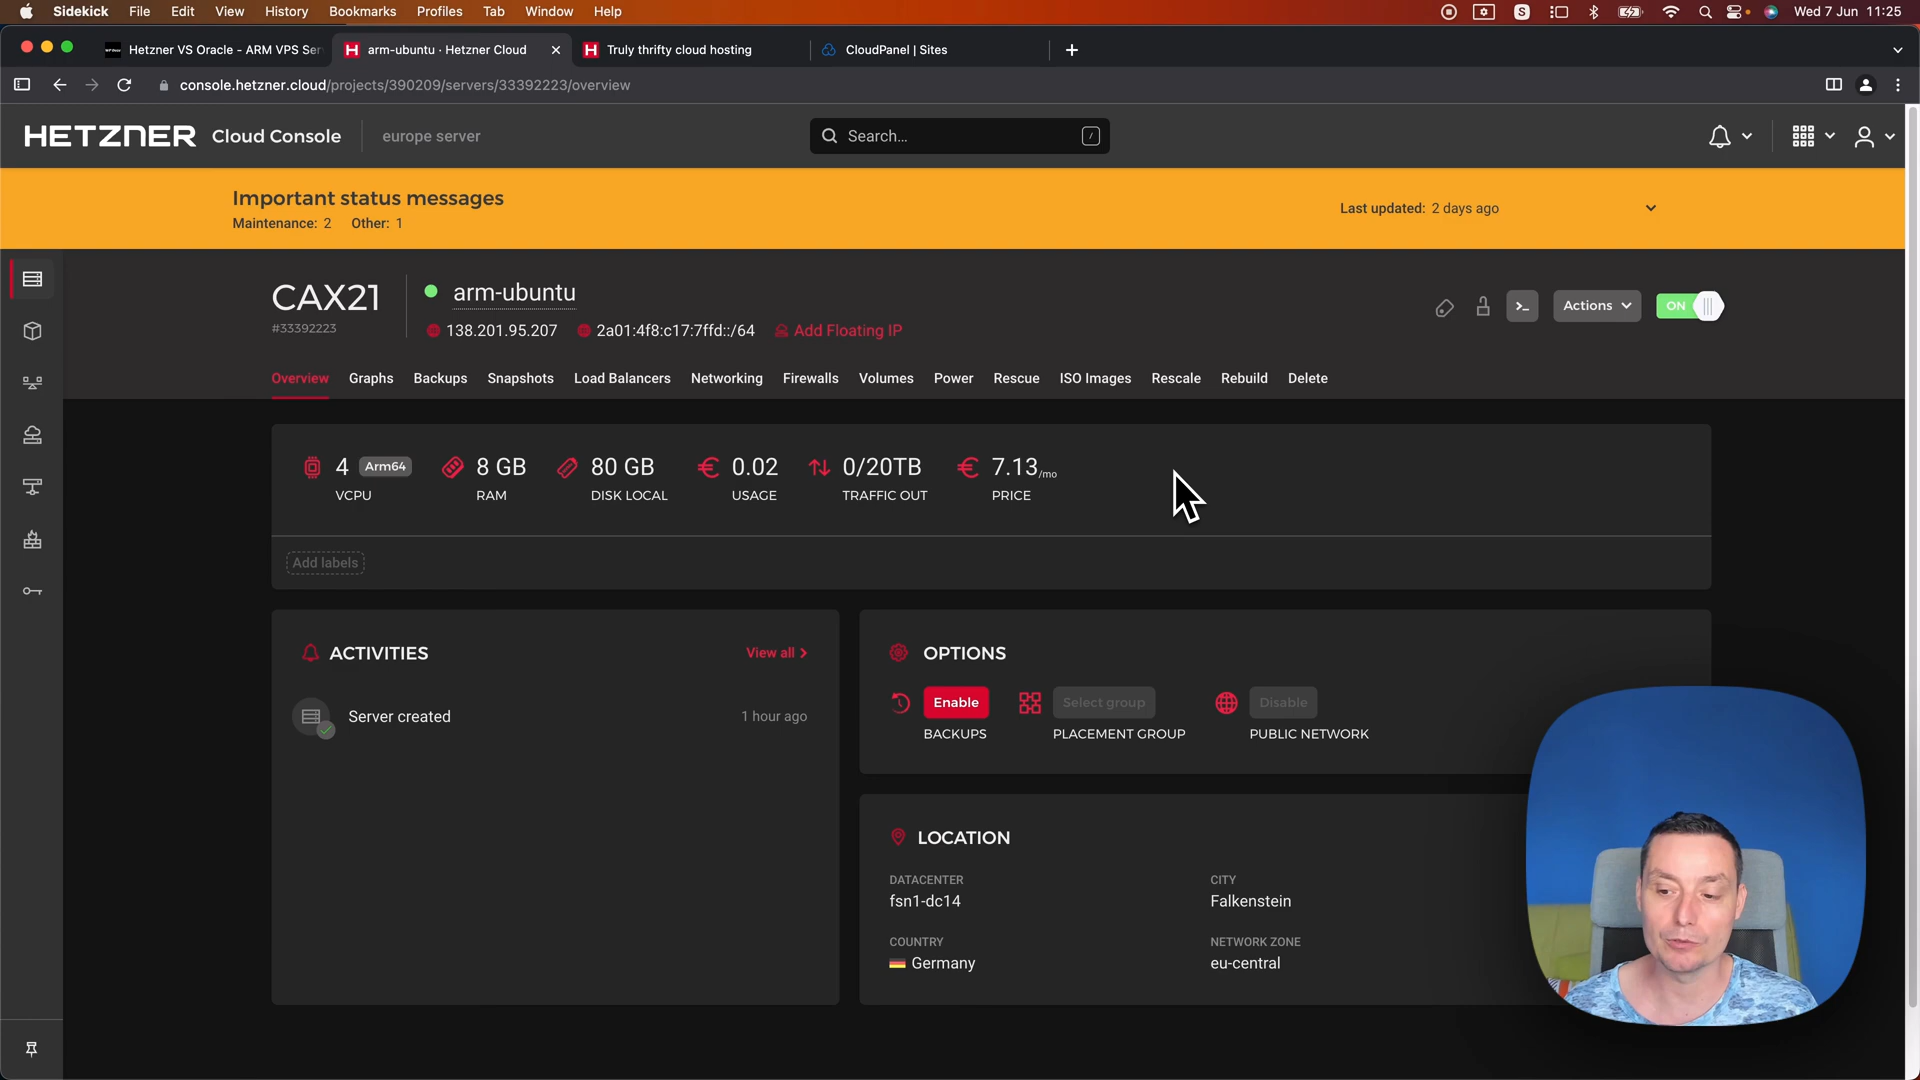 Sidekick File Edit View History Bookmarks Profiles Tab Window Help
S
Wed 7 Jun 11:25
Hetzner VS Oracle - ARM VPS Ser
arm-ubuntu · Hetzner Cloud
Truly thrifty cloud hosting
CloudPanel | Sites
console.hetzner.cloud/projects/390209/servers/33392223/overview
HETZNER Cloud Console
europe server
Search...
/
Important status messages
Maintenance: 2 Other: 1
Last updated: 2 days ago
CAX21
#33392223
arm-ubuntu
138.201.95.207
2a01:4f8:c17:7ffd::/64
Add Floating IP
Actions
ON
Overview Graphs Backups Snapshots Load Balancers Networking Firewalls Volumes Power Rescue ISO Images Rescale Rebuild Delete
4 Arm64 8 GB 80 GB € 0.02 0/20TB € 7.13/mo
VCPU RAM DISK LOCAL USAGE TRAFFIC OUT PRICE
Add labels
ACTIVITIES
View all
Server created
1 hour ago
OPTIONS
Enable Select group Disable
BACKUPS PLACEMENT GROUP PUBLIC NETWORK
LOCATION
DATACENTER CITY
fsn1-dc14 Falkenstein
COUNTRY NETWORK ZONE
Germany eu-central